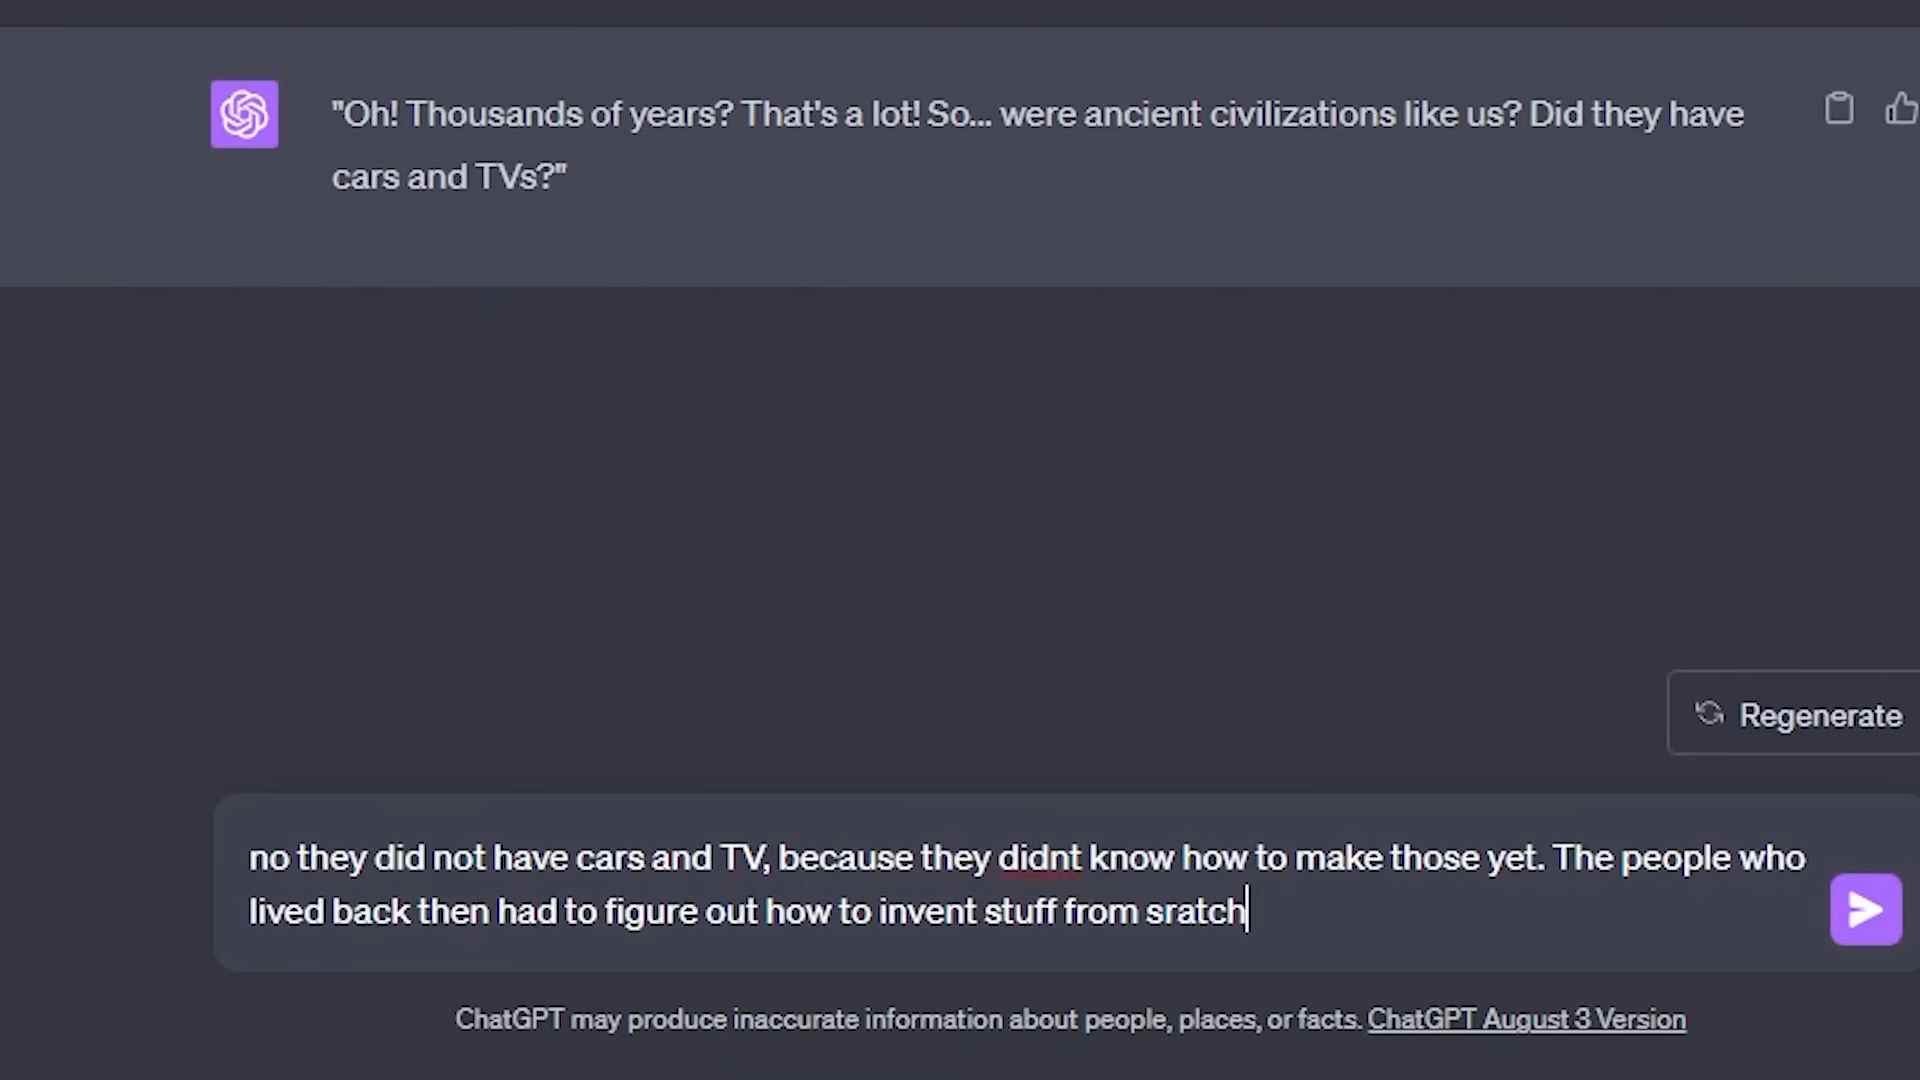 "Oh! Thousands of years? That's a lot! So... were ancient civilizations like us? Did they have
cars and TVs?"
Regenerate
no they did not have cars and TV, because they didnt know how to make those yet. The people who
lived back then had to figure out how to invent stuff from sratch
ChatGPT may produce inaccurate information about people, places, or facts. ChatGPT August 3 Version